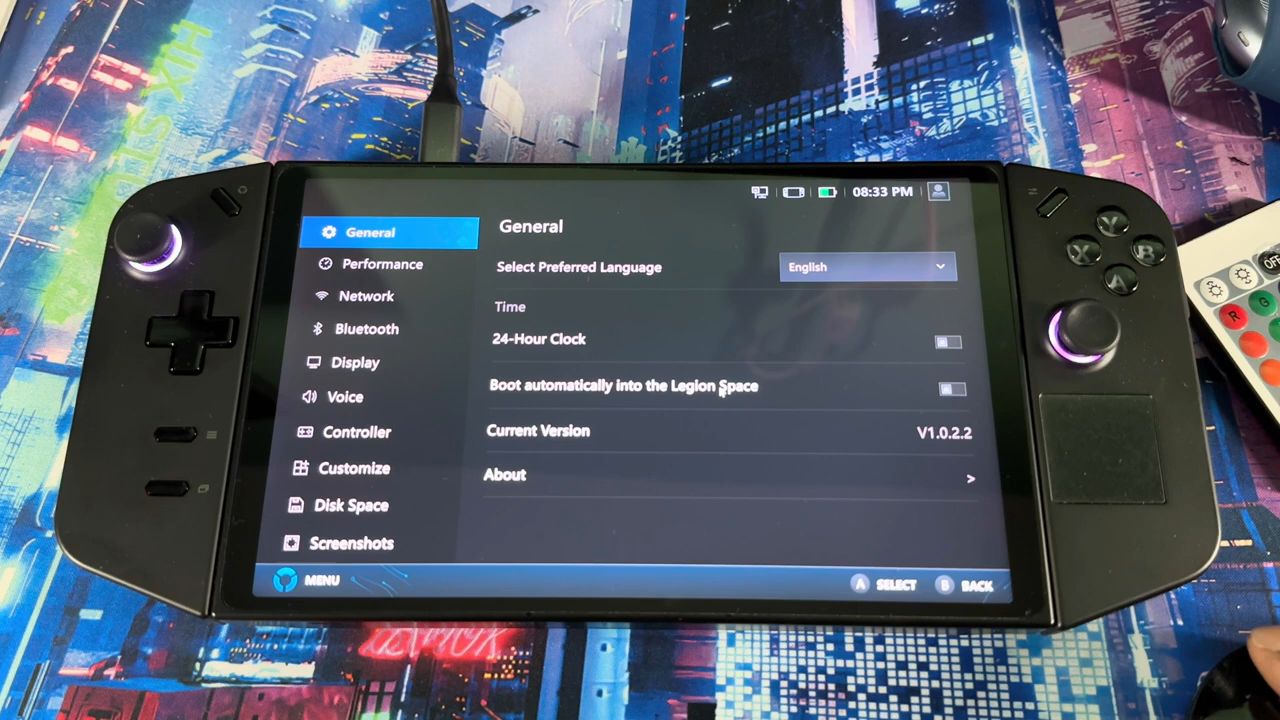 08:33 PM
General
Performance
Network
Bluetooth
Display
Voice
Controller
Customize
Disk Space
Screenshots
General
Select Preferred Language
English
Time
24-Hour Clock
Boot automatically into the Legion Space
Current Version
V1.0.2.2
About
>
MENU
A SELECT
B BACK
Y
X
B
A
OFF
R
G